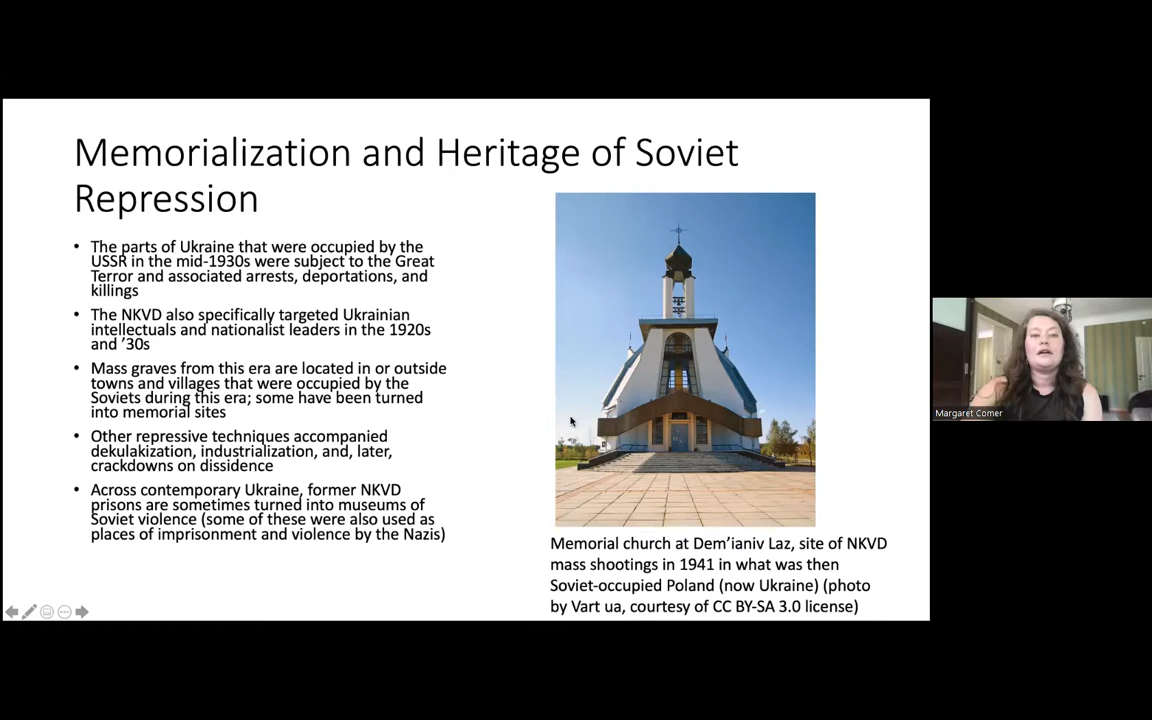 Memorialization and Heritage of Soviet
Repression
• The parts of Ukraine that were occupied by the
USSR in the mid-1930s were subject to the Great
Terror and associated arrests, deportations, and
killings
• The NKVD also specifically targeted Ukrainian
intellectuals and nationalist leaders in the 1920s
and ’30s
• Mass graves from this era are located in or outside
towns and villages that were occupied by the
Soviets during this era; some have been turned
into memorial sites
• Other repressive techniques accompanied
dekulakization, industrialization, and, later,
crackdowns on dissidence
• Across contemporary Ukraine, former NKVD
prisons are sometimes turned into museums of
Soviet violence (some of these were also used as
places of imprisonment and violence by the Nazis)
Memorial church at Dem’ianiv Laz, site of NKVD
mass shootings in 1941 in what was then
Soviet-occupied Poland (now Ukraine) (photo
by Vart ua, courtesy of CC BY-SA 3.0 license)
Margaret Comer